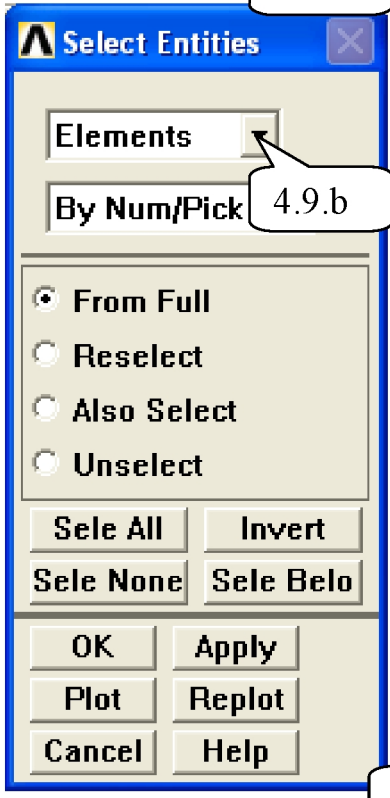 Select Entities
Elements
By Num/Pick
4.9.b
From Full
Reselect
Also Select
Unselect
Sele All Invert
Sele None Sele Belo
OK Apply
Plot Replot
Cancel Help